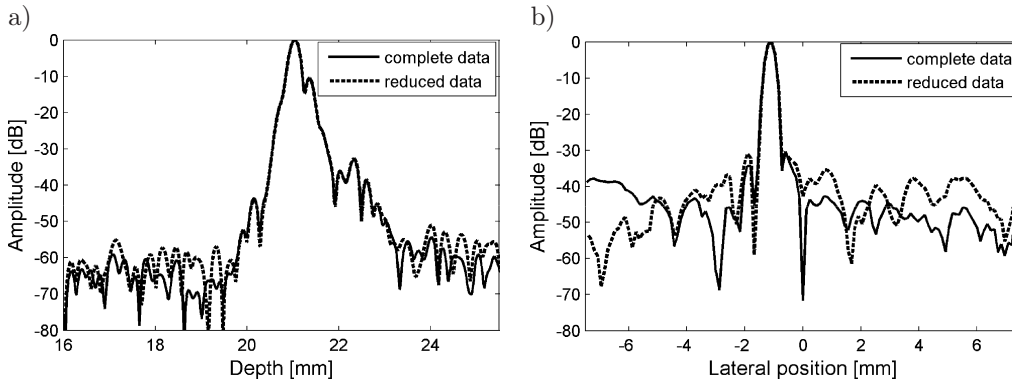 a)
0
-10
-20
-30
-40
-50
-60
-70
-80
Amplitude [dB]
complete data
reduced data
16 18 20 22 24
Depth [mm]
b)
0
-10
-20
-30
-40
-50
-60
-70
-80
Amplitude [dB]
complete data
reduced data
-6 -4 -2 0 2 4 6
Lateral position [mm]